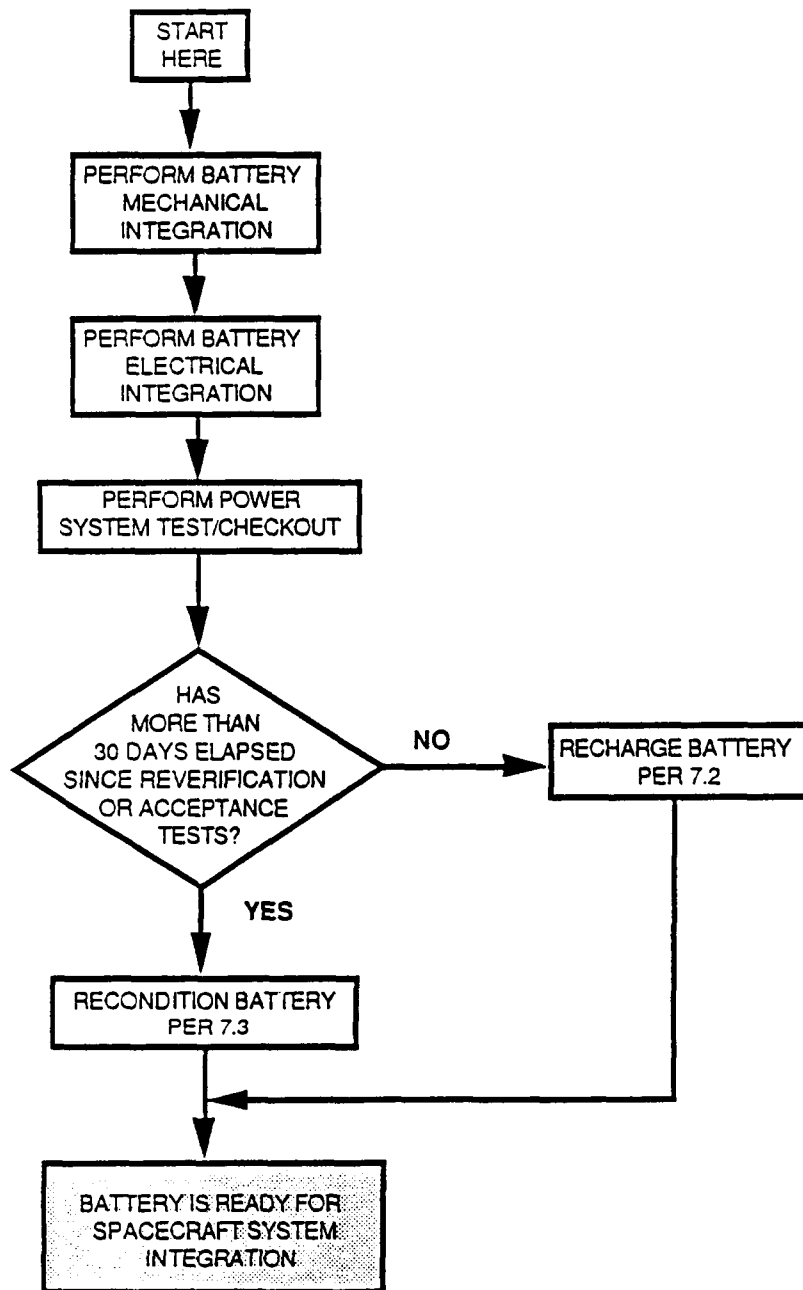 START
HERE
PERFORM BATTERY
MECHANICAL
INTEGRATION
PERFORM BATTERY
ELECTRICAL
INTEGRATION
PERFORM POWER
SYSTEM TEST/CHECKOUT
HAS
MORE THAN
30 DAYS ELAPSED
SINCE REVERIFICATION
OR ACCEPTANCE
TESTS?
NO
RECHARGE BATTERY
PER 7.2
YES
RECONDITION BATTERY
PER 7.3
BATTERY IS READY FOR
SPACECRAFT SYSTEM
INTEGRATION